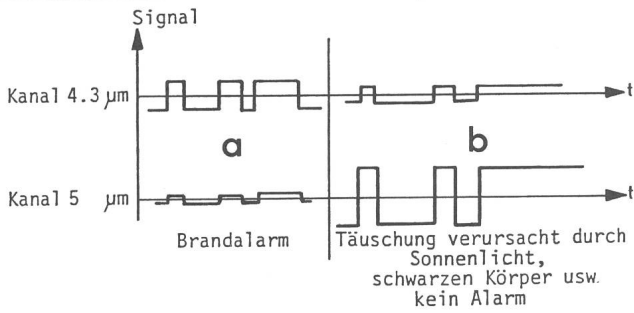 Signal
Kanal 4.3 µm
t
a
b
Kanal 5 µm
t
Brandalarm
Täuschung verursacht durch
Sonnenlicht,
schwarzen Körper usw.
kein Alarm